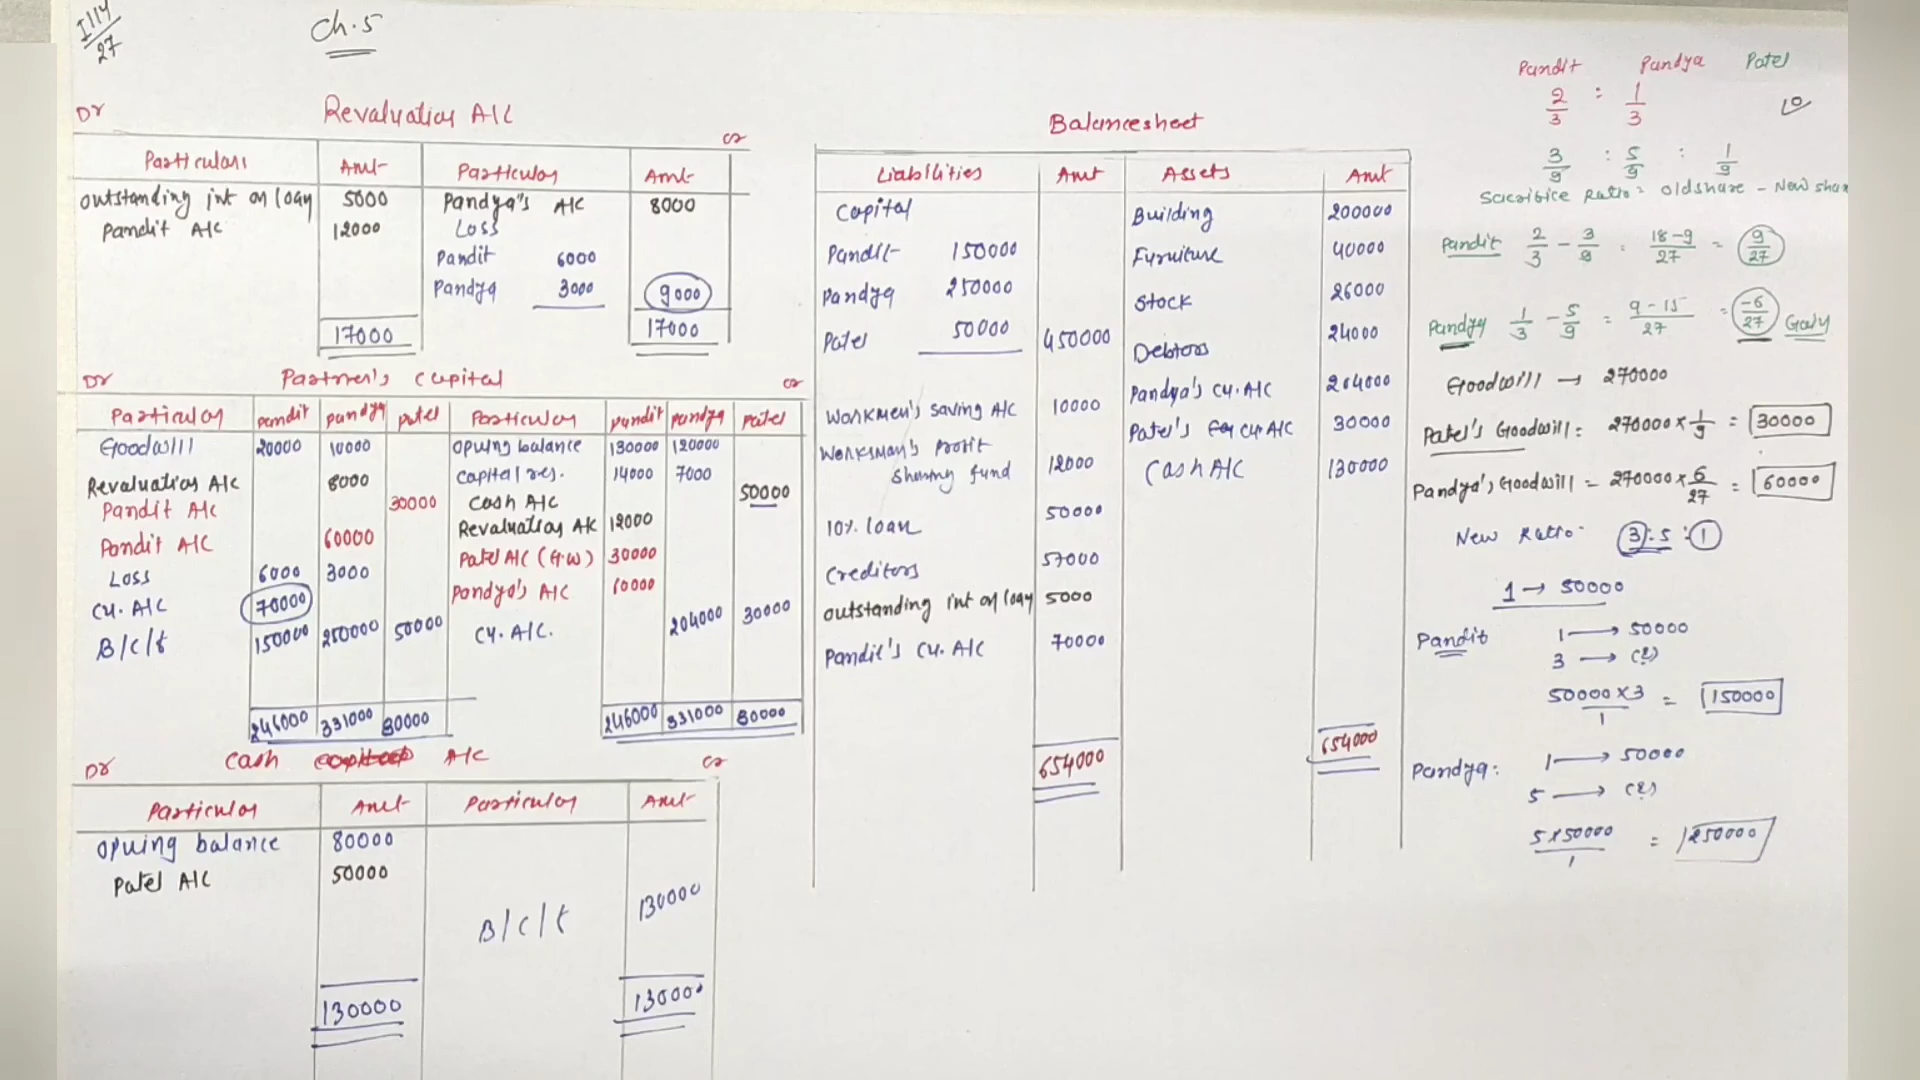 I114/27
Ch.5
Dr Revaluation A/C Cr
Particulars Amt Particular Amt
Outstanding int on loan 5000 Pandya's A/C 8000
Pandit A/C 12000 Loss
Pandit 6000
Pandya 3000 9000
17000 17000
Dr Partner's Capital Cr
Particular Pandit Pandya Patel Particular Pandit Pandya Patel
Goodwill 20000 10000 Opning balance 130000 120000
Revaluation A/C 8000 Capital res. 14000 7000
Pandit A/C 30000 Cash A/C 50000
Pandit A/C 60000 Revaluation A/C 12000
Patel A/C (G.W) 30000
Loss 6000 3000 Pandya's A/C 60000
Cu. A/C 70000
B/C/f 150000 250000 50000 Cu. A/C. 204000 30000
246000 331000 80000 246000 331000 80000
Dr Cash A/C Cr
Particular Amt Particular Amt
Opning balance 80000
Patel A/C 50000
B/C/f 130000
130000 130000
Balancesheet
Liabilities Amt Assets Amt
Capital Building 200000
Pandit 150000 Furniture 40000
Pandya 250000 Stock 26000
Patel 50000 450000 Debtors 24000
Workmen's saving A/C 10000 Pandya's Cu. A/C 204000
Worksman's Profit Patel's Cu A/C 30000
Sharing fund 12000 Cash A/C 130000
10% loan 50000
Creditors 57000
Outstanding int on loan 5000
Pandit's Cu. A/C 70000
654000 654000
Pandit Pandya Patel
2/3 : 1/3
3/9 : 5/9 : 1/9
Sacrifice Ratio = Oldshare - New shar
Pandit 2/3 - 3/9 = 18-9/27 = 9/27
Pandya 1/3 - 5/9 = 9-15/27 = -6/27 Gain
Goodwill → 270000
Patel's Goodwill = 270000 × 1/9 = 30000
Pandya's Goodwill = 270000 × 6/27 = 60000
New Ratio 3:5:1
1 → 50000
Pandit 1 → 50000
3 → (?)
50000 × 3/1 = 150000
Pandya: 1 → 50000
5 → (?)
5 × 50000/1 = 250000